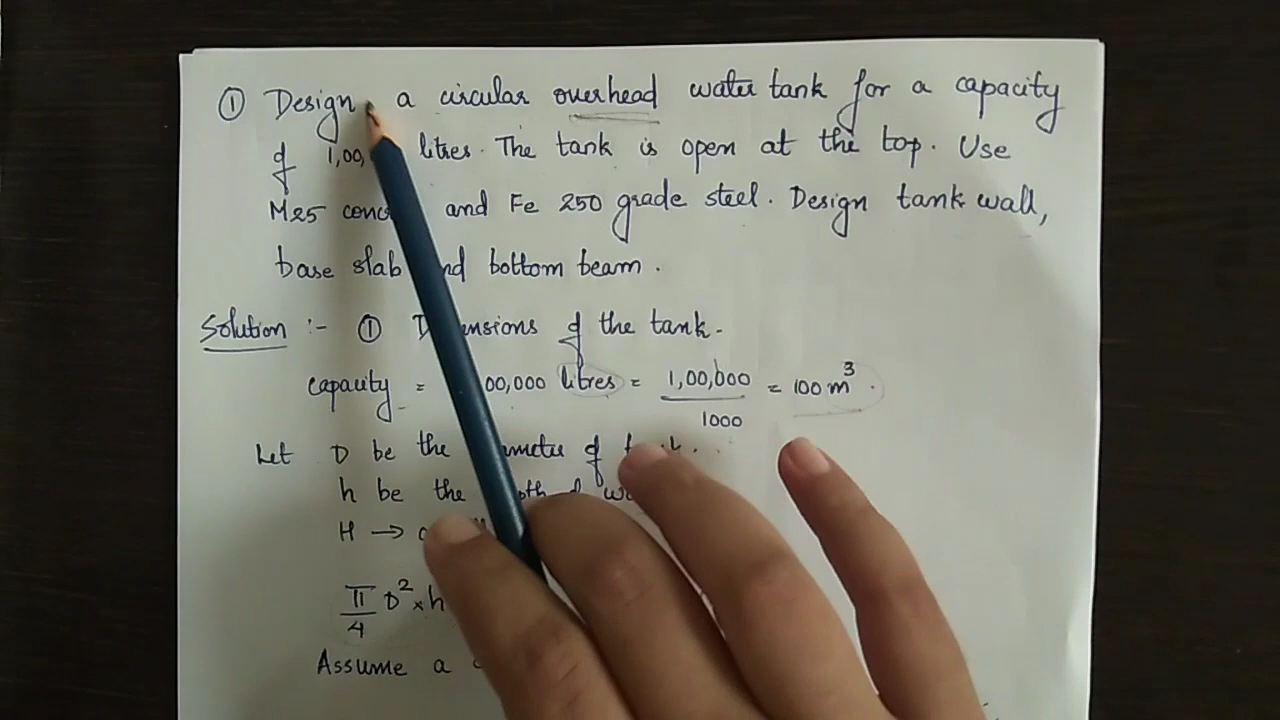 ① Design a circular overhead water tank for a capacity
of 1,00, litres. The tank is open at the top. Use
M25 conc and Fe 250 grade steel. Design tank wall,
base slab nd bottom beam.
Solution :- ① D nsions of the tank.
capacity = 00,000 litres = 1,00,000 / 1000 = 100 m³.
Let D be the meter of
h be the of
H →
π/4 D² × h
Assume a